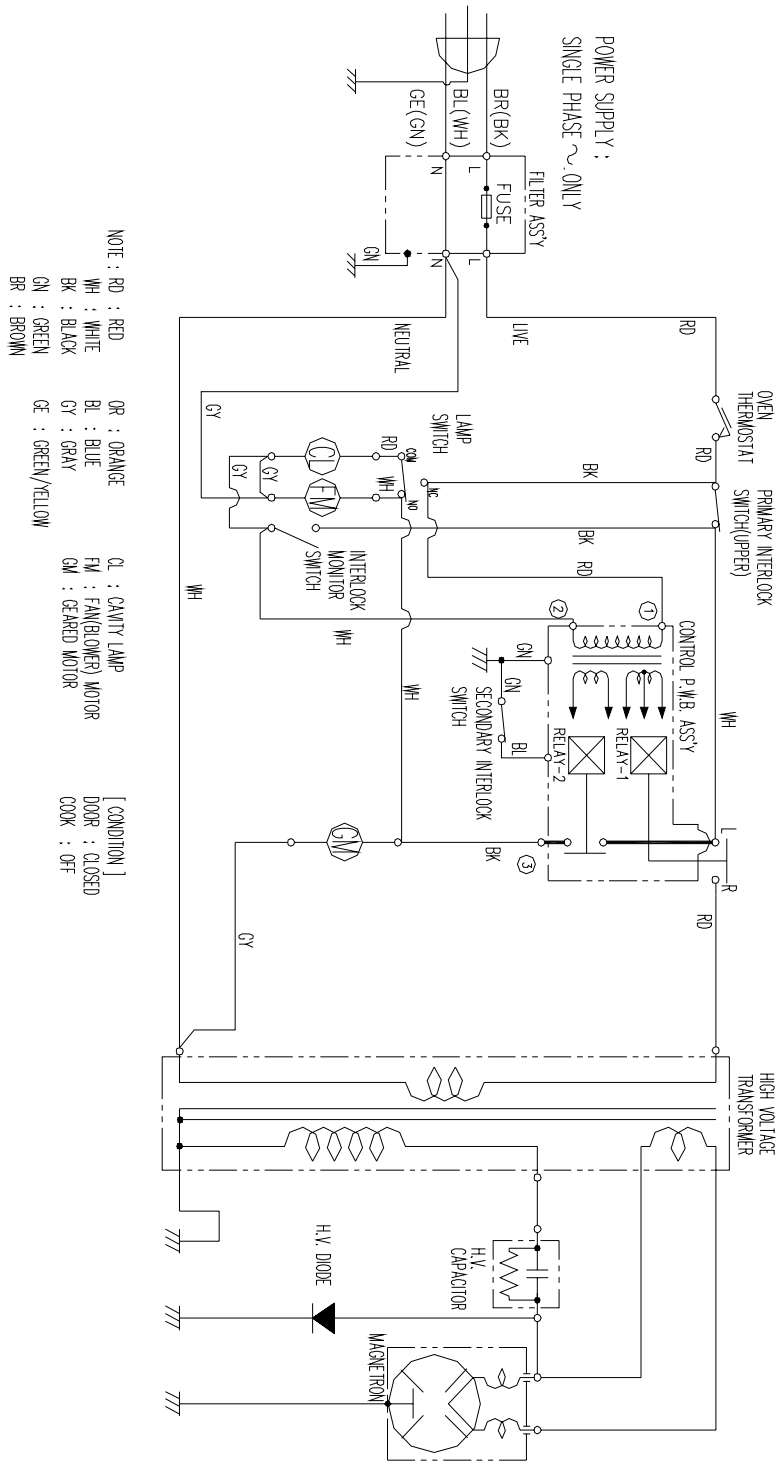 POWER SUPPLY ;
SINGLE PHASE ~ ONLY
BR(BK)
BL(WH)
GE(GN)
FILTER ASS'Y
L
N
FUSE
L
N
GN
LIVE
NEUTRAL
RD
OVEN
THERMOSTAT
RD
PRIMARY INTERLOCK
SWITCH(UPPER)
LAMP
SWITCH
COM
NC
NO
RD
WH
CL
FM
GY
GY
GY
BK
BK
RD
INTERLOCK
MONITOR
SWITCH
WH
WH
WH
WH
1
2
CONTROL P.W.B. ASS'Y
RELAY-1
RELAY-2
GN
GN
BL
SECONDARY INTERLOCK
SWITCH
L
R
3
BK
GM
GY
RD
HIGH VOLTAGE
TRANSFORMER
H.V.
CAPACITOR
H.V. DIODE
MAGNETRON
NOTE : RD : RED OR : ORANGE CL : CAVITY LAMP
WH : WHITE BL : BLUE FM : FAN(BLOWER) MOTOR
BK : BLACK GY : GRAY GM : GEARED MOTOR
GN : GREEN GE : GREEN/YELLOW
BR : BROWN
[ CONDITION ]
DOOR : CLOSED
COOK : OFF